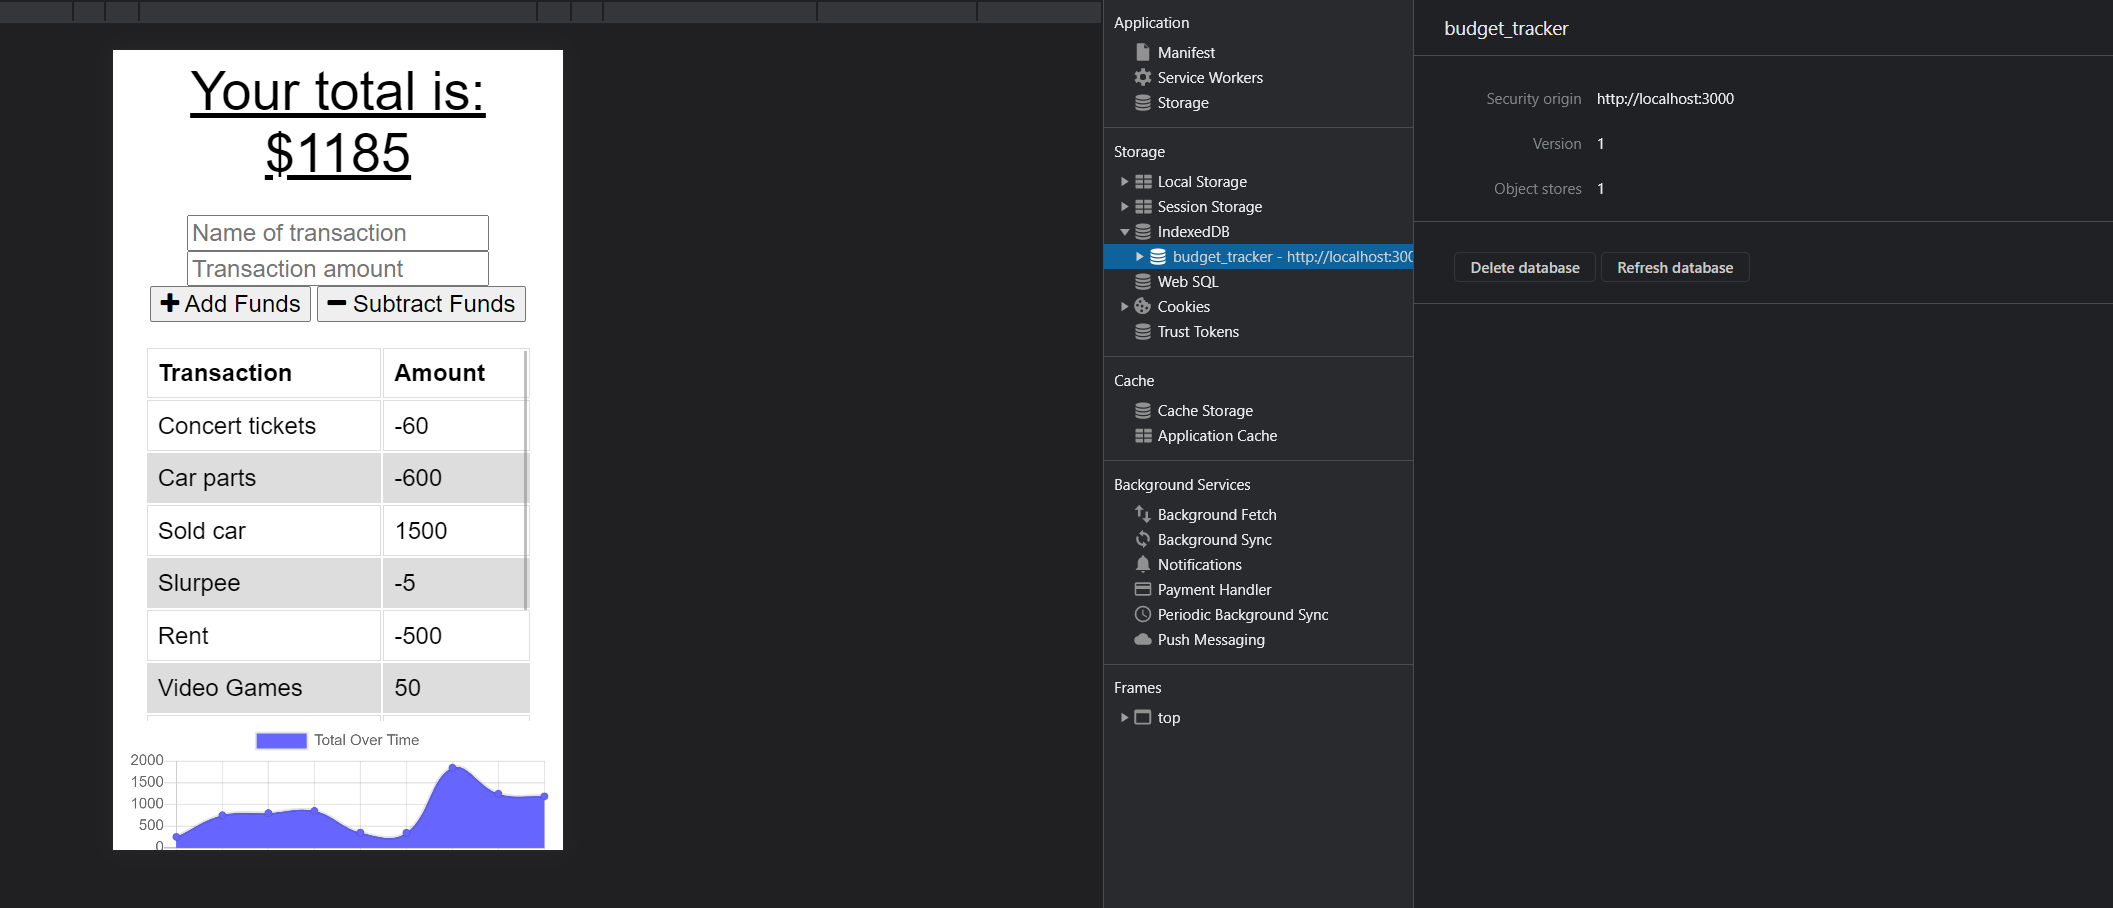 Your total is:
$1185
Name of transaction
Transaction amount
Add Funds Subtract Funds
Transaction Amount
Concert tickets -60
Car parts -600
Sold car 1500
Slurpee -5
Rent -500
Video Games 50
Total Over Time
2000
1500
1000
500
0
Application
Manifest
Service Workers
Storage
Storage
Local Storage
Session Storage
IndexedDB
budget_tracker - http://localhost:300
Web SQL
Cookies
Trust Tokens
Cache
Cache Storage
Application Cache
Background Services
Background Fetch
Background Sync
Notifications
Payment Handler
Periodic Background Sync
Push Messaging
Frames
top
budget_tracker
Security origin http://localhost:3000
Version 1
Object stores 1
Delete database Refresh database